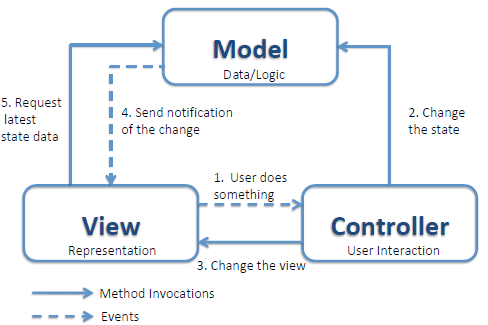 Model
Data/Logic
5. Request
latest
state data
4. Send notification
of the change
2. Change
the state
1. User does
something
View
Representation
Controller
User Interaction
3. Change the view
Method Invocations
Events